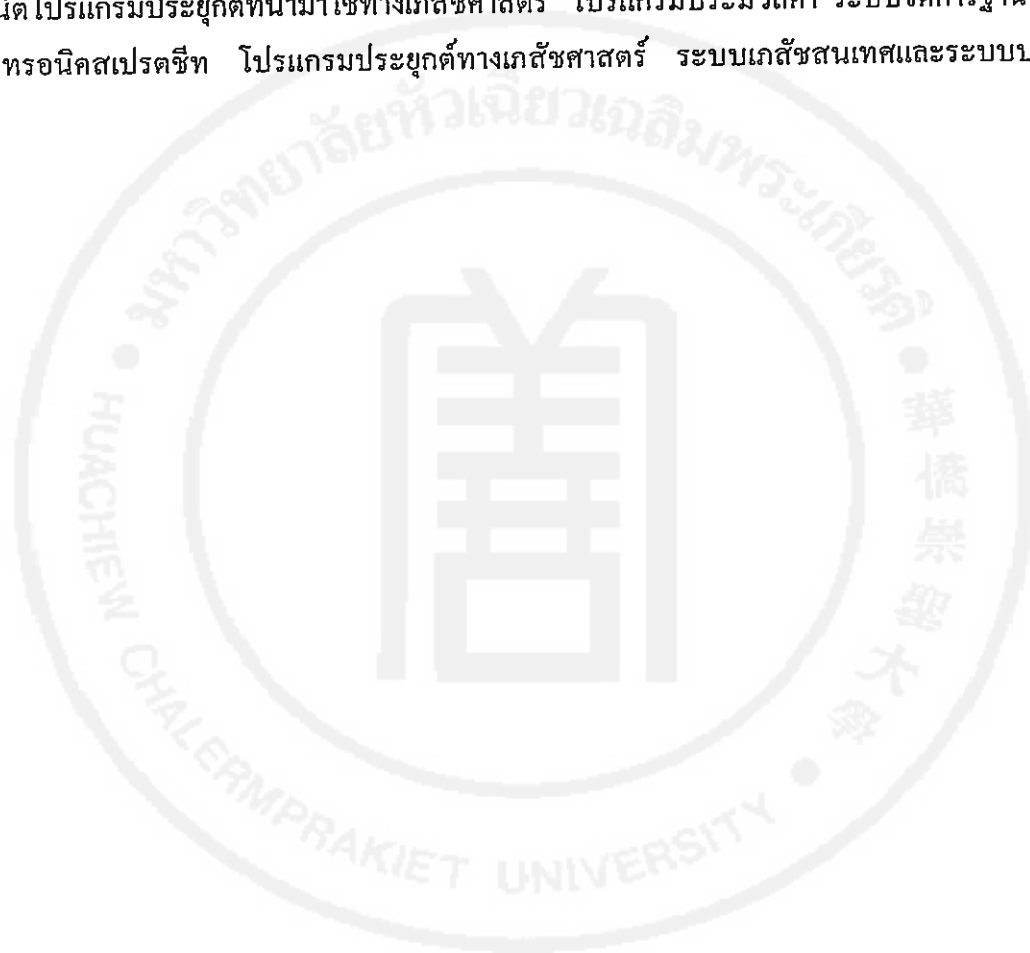 โปรแกรมประยุกต์ที่นำมาใช้ทางเภสัชศาสตร์ โปรแกรมประมวลคำ ระบบจัดการฐาน
ทรอนิคสเปรตชีท โปรแกรมประยุกต์ทางเภสัชศาสตร์ ระบบเภสัชสนเทศและระบบ
มหาวิทยาลัยหัวเฉียวเฉลิมพระเกียรติ
華僑崇聖大學
HUACHIEW CHALERMPRAKIET UNIVERSITY